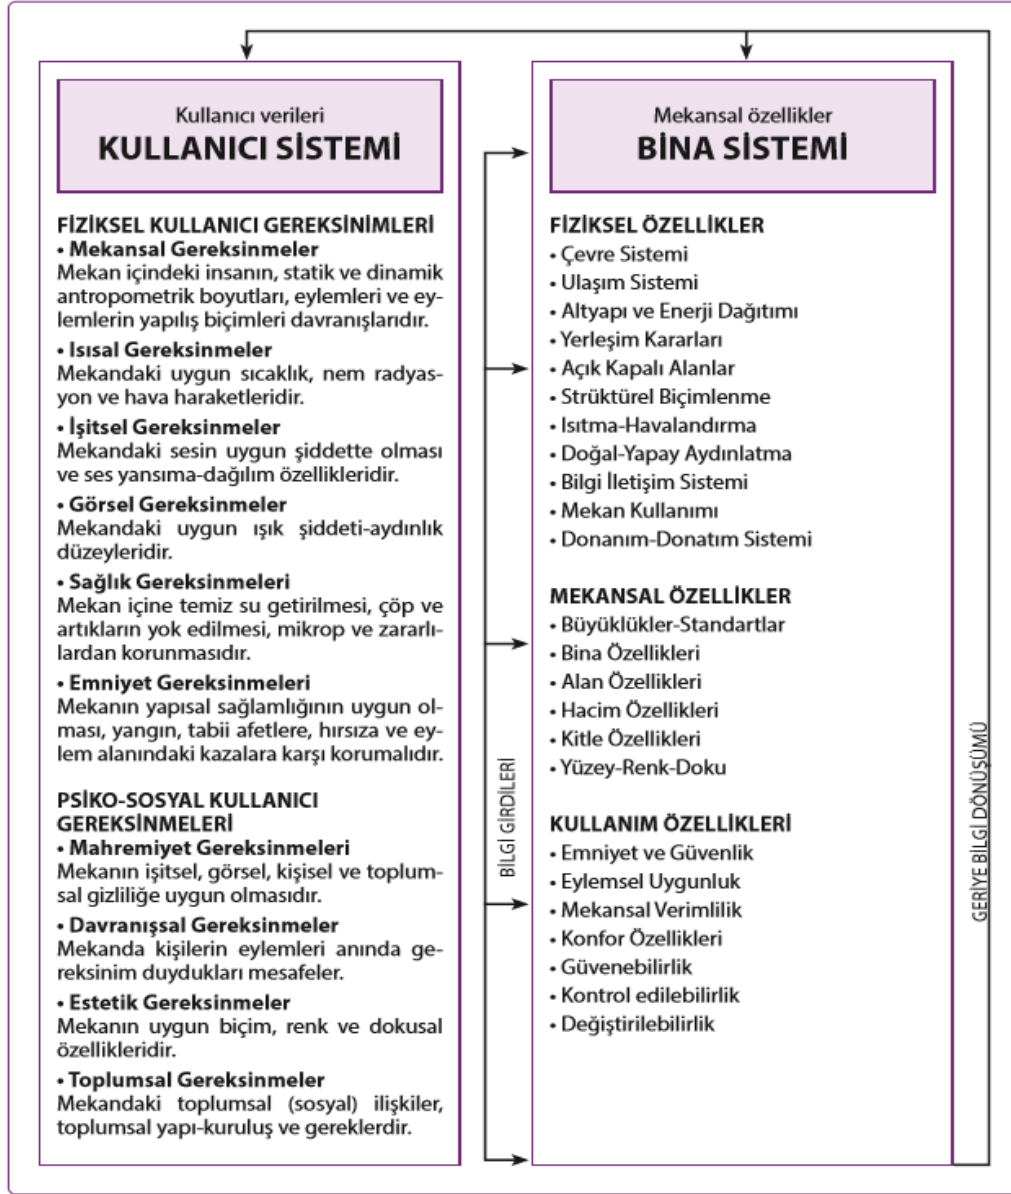 Kullanıcı verileri
KULLANICI SİSTEMİ
FİZİKSEL KULLANICI GEREKSİNİMLERİ
• Mekansal Gereksinmeler
Mekan içindeki insanın, statik ve dinamik
antropometrik boyutları, eylemleri ve ey-
lemlerin yapılış biçimleri davranışlarıdır.
• Isısal Gereksinmeler
Mekandaki uygun sıcaklık, nem radyas-
yon ve hava haraketleridir.
• İşitsel Gereksinmeler
Mekandaki sesin uygun şiddette olması
ve ses yansıma-dağılım özellikleridir.
• Görsel Gereksinmeler
Mekandaki uygun ışık şiddeti-aydınlık
düzeyleridir.
• Sağlık Gereksinmeleri
Mekan içine temiz su getirilmesi, çöp ve
artıkların yok edilmesi, mikrop ve zararlı-
lardan korunmasıdır.
• Emniyet Gereksinmeleri
Mekanın yapısal sağlamlığının uygun ol-
ması, yangın, tabii afetlere, hırsıza ve ey-
lem alanındaki kazalara karşı korumalıdır.
PSİKO-SOSYAL KULLANICI
GEREKSİNMELERİ
• Mahremiyet Gereksinmeleri
Mekanın işitsel, görsel, kişisel ve toplum-
sal gizliliğe uygun olmasıdır.
• Davranışsal Gereksinmeler
Mekanda kişilerin eylemleri anında ge-
reksinim duydukları mesafeler.
• Estetik Gereksinmeler
Mekanın uygun biçim, renk ve dokusal
özellikleridir.
• Toplumsal Gereksinmeler
Mekandaki toplumsal (sosyal) ilişkiler,
toplumsal yapı-kuruluş ve gereklerdir.
BİLGİ GİRDİLERİ
Mekansal özellikler
BİNA SİSTEMİ
FİZİKSEL ÖZELLİKLER
• Çevre Sistemi
• Ulaşım Sistemi
• Altyapı ve Enerji Dağıtımı
• Yerleşim Kararları
• Açık Kapalı Alanlar
• Strüktürel Biçimlenme
• Isıtma-Havalandırma
• Doğal-Yapay Aydınlatma
• Bilgi İletişim Sistemi
• Mekan Kullanımı
• Donanım-Donatım Sistemi
MEKANSAL ÖZELLİKLER
• Büyüklükler-Standartlar
• Bina Özellikleri
• Alan Özellikleri
• Hacim Özellikleri
• Kitle Özellikleri
• Yüzey-Renk-Doku
KULLANIM ÖZELLİKLERİ
• Emniyet ve Güvenlik
• Eylemsel Uygunluk
• Mekansal Verimlilik
• Konfor Özellikleri
• Güvenebilirlik
• Kontrol edilebilirlik
• Değiştirilebilirlik
GERİYE BİLGİ DÖNÜŞÜMÜ